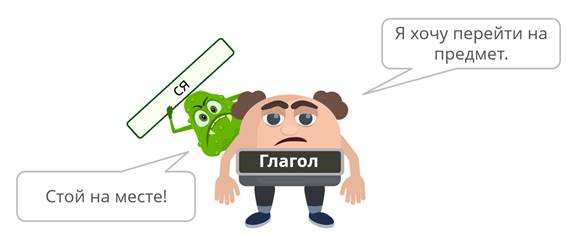 Я хочу перейти на
предмет.
ся
Глагол
Стой на месте!